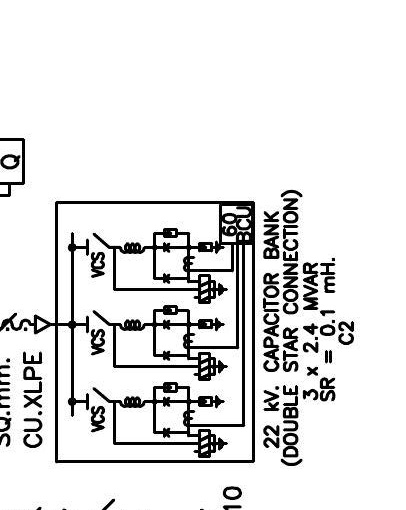 Q
SQ.mm.
CU.XLPE
VCS
VCS
VCS
60
BCU
22 kV. CAPACITOR BANK
(DOUBLE STAR CONNECTION)
3 x 2.4 MVAR
SR = 0.1 mH.
C2
10